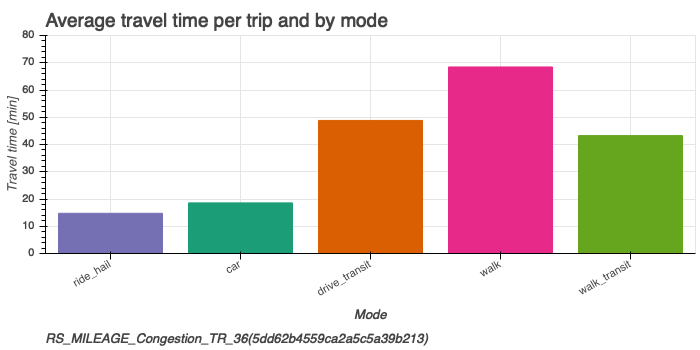 Average travel time per trip and by mode
80
70
60
50
40
30
20
10
0
Travel time [min]
ride_hail
car
drive_transit
walk
walk_transit
Mode
RS_MILEAGE_Congestion_TR_36(5dd62b4559ca2a5c5a39b213)